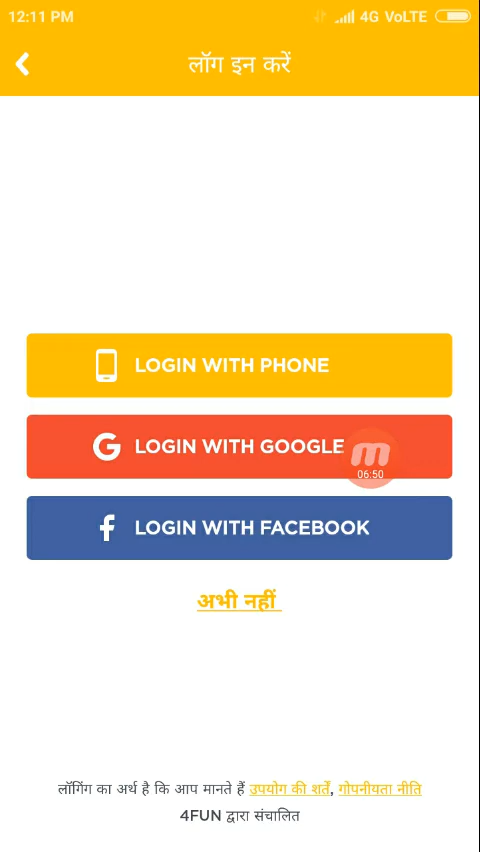 12:11 PM 4G VoLTE
लॉग इन करें
LOGIN WITH PHONE
G LOGIN WITH GOOGLE
m
06:50
f LOGIN WITH FACEBOOK
अभी नहीं
लॉगिंग का अर्थ है कि आप मानते हैं उपयोग की शर्तें, गोपनीयता नीति
4FUN द्वारा संचालित